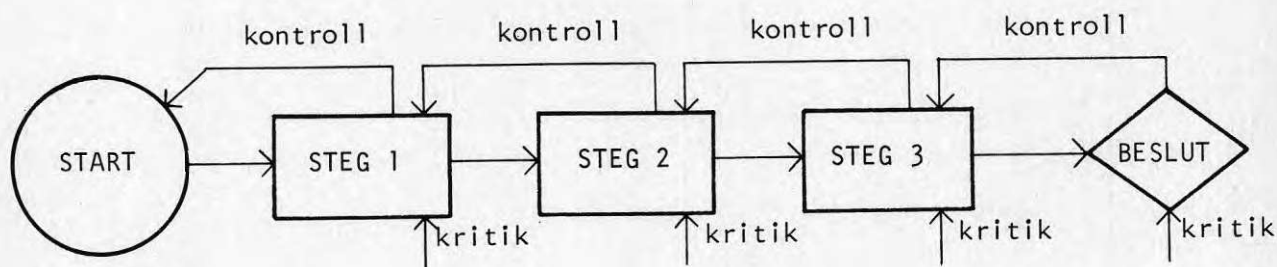 kontroll kontroll kontroll kontroll
START STEG 1 STEG 2 STEG 3 BESLUT
kritik kritik kritik kritik